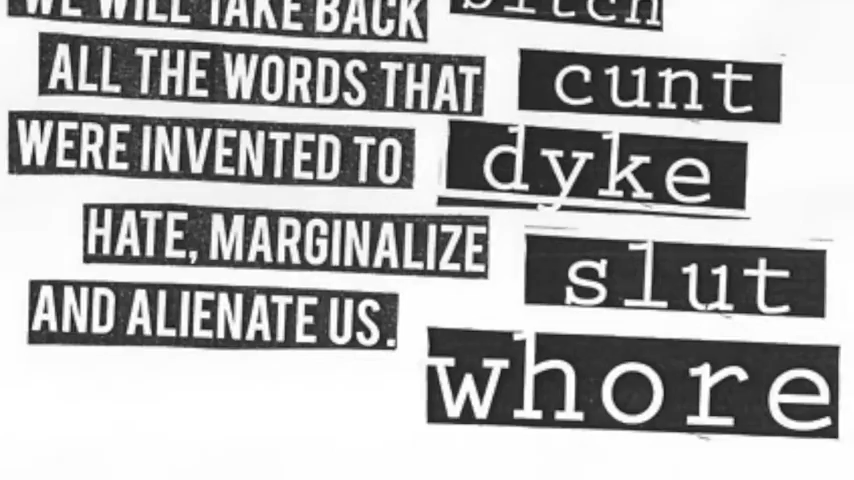 WE WILL TAKE BACK
ALL THE WORDS THAT
WERE INVENTED TO
HATE, MARGINALIZE
AND ALIENATE US.
bitch
cunt
dyke
slut
whore